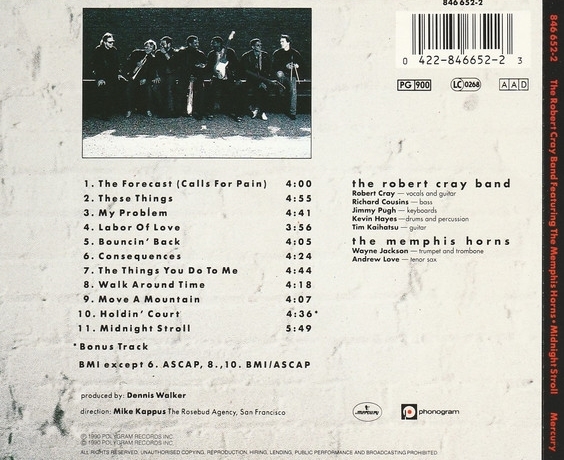 846 652-2
0 422-846652-2 3
PG 900
LC 0268
A A D
1. The Forecast (Calls For Pain) 4:00
2. These Things 4:55
3. My Problem 4:41
4. Labor Of Love 3:56
5. Bouncin' Back 4:05
6. Consequences 4:24
7. The Things You Do To Me 4:44
8. Walk Around Time 4:18
9. Move A Mountain 4:07
10. Holdin' Court 4:36*
11. Midnight Stroll 5:49
*Bonus Track
BMI except 6. ASCAP, 8.,10. BMI/ASCAP
the robert cray band
Robert Cray — vocals and guitar
Richard Cousins — bass
Jimmy Pugh — keyboards
Kevin Hayes — drums and percussion
Tim Kaihatsu — guitar
the memphis horns
Wayne Jackson — trumpet and trombone
Andrew Love — tenor sax
produced by: Dennis Walker
direction: Mike Kappus The Rosebud Agency, San Francisco
mercury
phonogram
℗ 1990 POLYGRAM RECORDS INC.
© 1990 POLYGRAM RECORDS INC.
ALL RIGHTS RESERVED. UNAUTHORISED COPYING, REPRODUCTION, HIRING, LENDING, PUBLIC PERFORMANCE AND BROADCASTING PROHIBITED.
846 652-2 The Robert Cray Band Featuring The Memphis Horns • Midnight Stroll Mercury